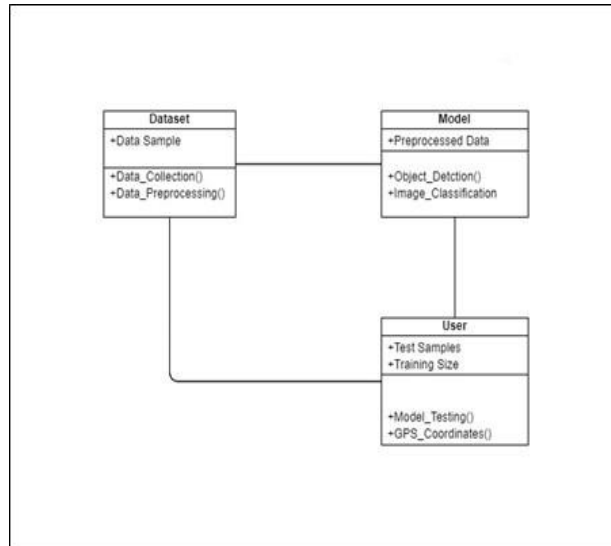 Dataset
+Data Sample
+Data_Collection()
+Data_Preprocessing()
Model
+Preprocessed Data
+Object_Detction()
+Image_Classification
User
+Test Samples
+Training Size
+Model_Testing()
+GPS_Coordinates()